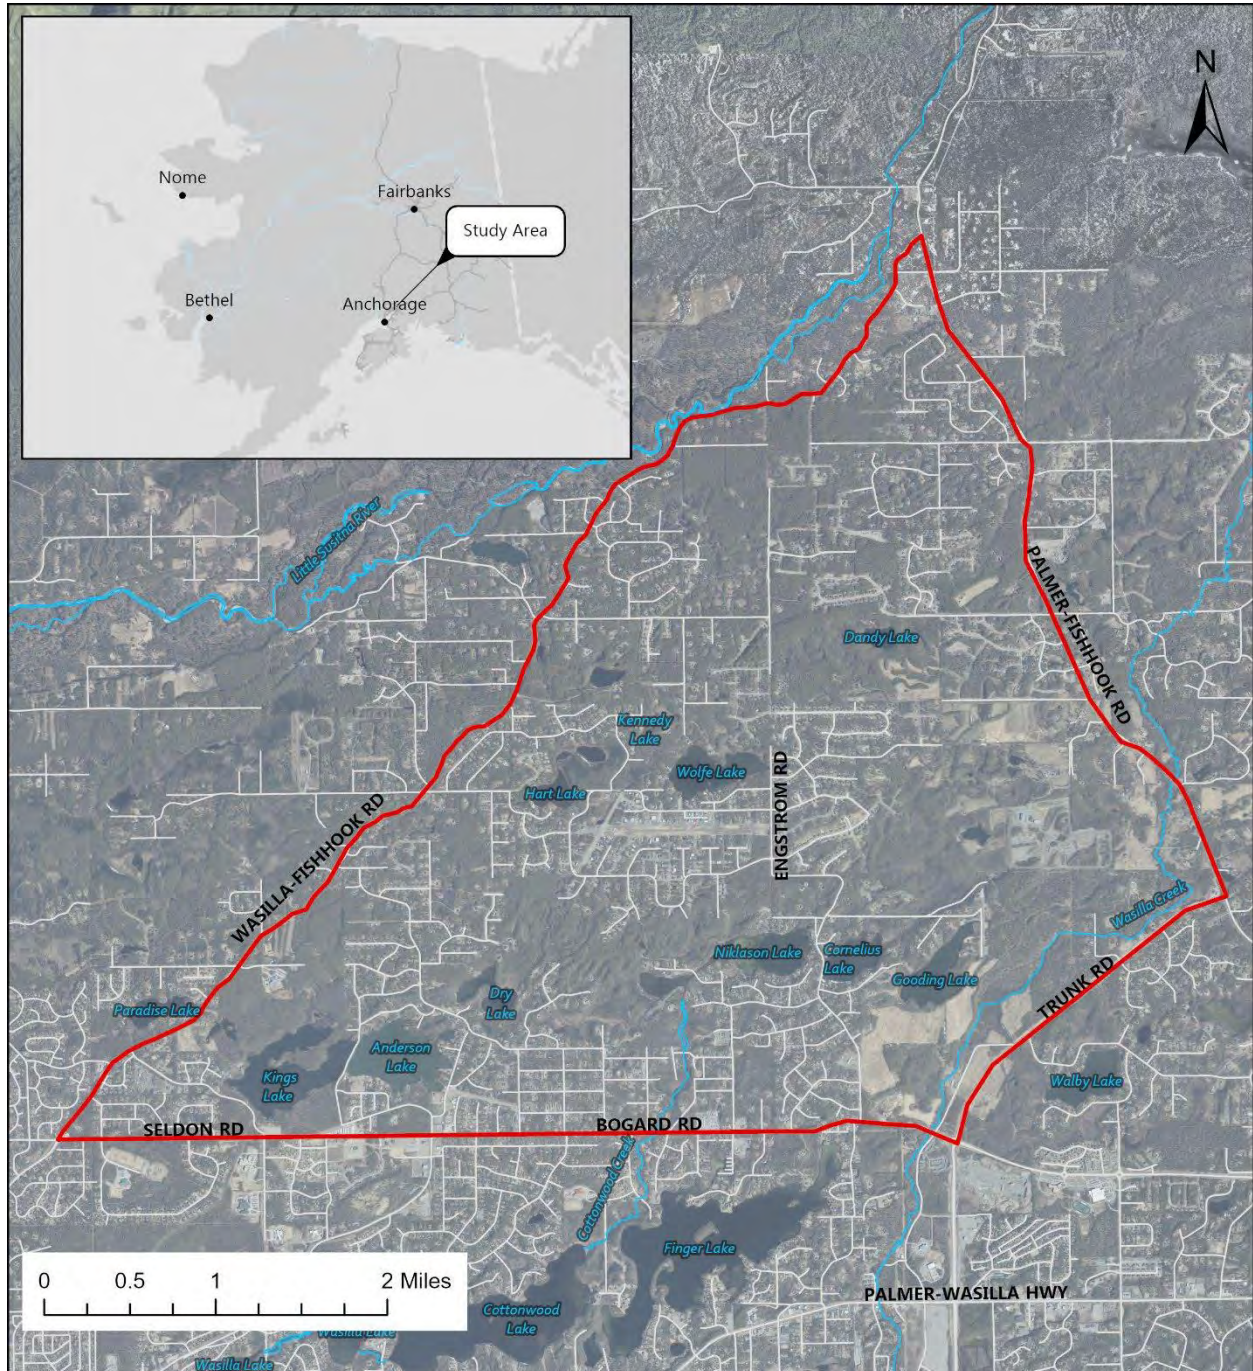 N
Nome
Fairbanks
Study Area
Bethel
Anchorage
Little Susitna River
PALMER-FISHHOOK RD
Dandy Lake
Kennedy
Lake
Wolfe Lake
Hart Lake
ENGSTROM RD
WASILLA-FISHHOOK RD
Wasilla Creek
Niklason Lake
Cornelius
Lake
Gooding Lake
Dry
Lake
TRUNK RD
Paradise Lake
Anderson
Lake
Kings
Lake
Walby Lake
SELDON RD
BOGARD RD
Cottonwood Creek
Finger Lake
0 0.5 1 2 Miles
PALMER-WASILLA HWY
Cottonwood
Lake
Wasilla Lake
Wasilla Lake